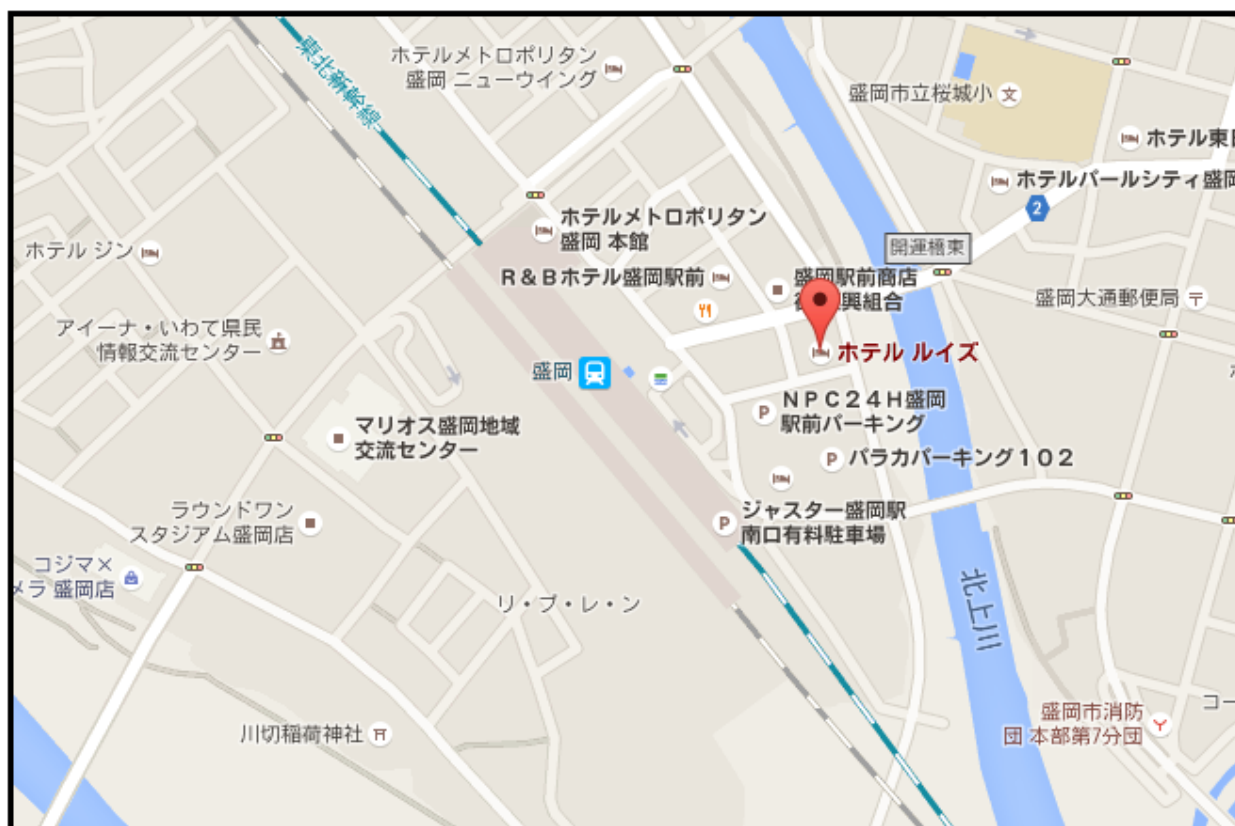 東北新幹線
ホテルメトロポリタン
盛岡 ニューウイング
盛岡市立桜城小
文
ホテル東日
ホテルパールシティ盛岡
2
ホテルメトロポリタン
盛岡 本館
開運橋東
ホテル ジン
R&Bホテル盛岡駅前
盛岡駅前商店
盛岡大通郵便局
アイーナ・いわて県民
情報交流センター
ホテル ルイズ
盛岡
NPC24H盛岡
駅前パーキング
P
マリオス盛岡地域
交流センター
P
パラカパーキング102
ラウンドワン
スタジアム盛岡店
P
ジャスター盛岡駅
南口有料駐車場
コジマ×
メラ 盛岡店
リ・ブ・レ・ン
北上川
川切稲荷神社
盛岡市消防
団 本部第7分団
コー